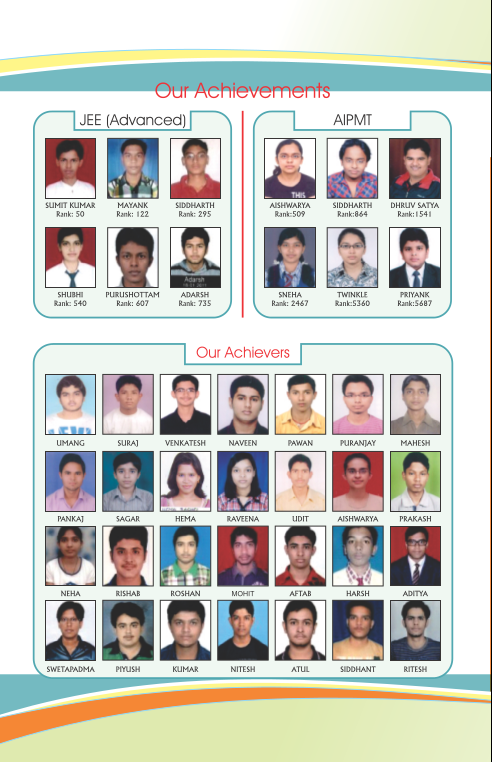 Our Achievements
JEE (Advanced)
SUMIT KUMAR MAYANK SIDDHARTH
Rank: 50 Rank: 122 Rank: 295
SHUBHI PURUSHOTTAM ADARSH
Rank: 540 Rank: 607 Rank: 735
Adarsh
AIPMT
THIS
AISHWARYA SIDDHARTH DHRUV SATYA
Rank:509 Rank:864 Rank:1541
SNEHA TWINKLE PRIYANK
Rank: 2467 Rank:5360 Rank:5687
Our Achievers
UMANG SURAJ VENKATESH NAVEEN PAWAN PURANJAY MAHESH
PANKAJ SAGAR HEMA RAVEENA UDIT AISHWARYA PRAKASH
NEHA RISHAB ROSHAN MOHIT AFTAB HARSH ADITYA
SWETAPADMA PIYUSH KUMAR NITESH ATUL SIDDHANT RITESH